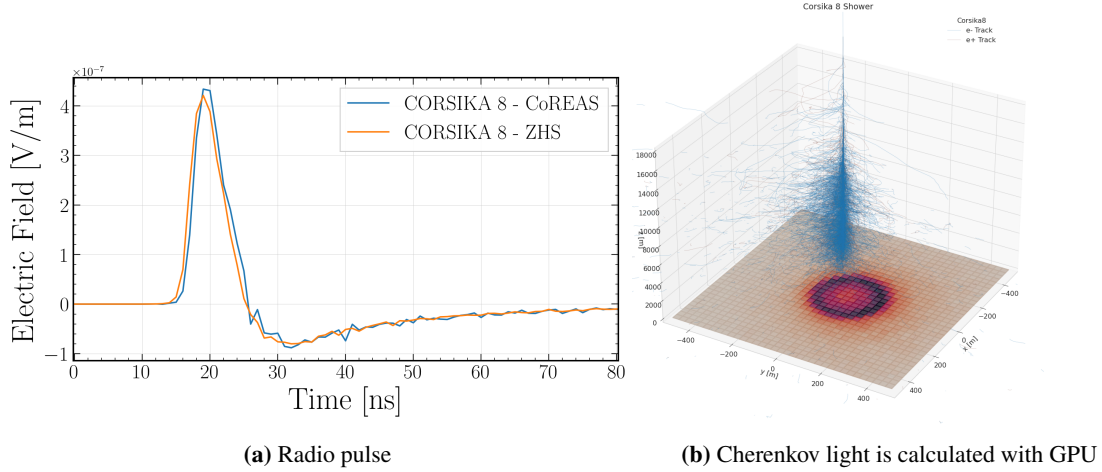 ×10⁻⁷
Electric Field [V/m]
4
3
2
1
0
−1
0 10 20 30 40 50 60 70 80
Time [ns]
CORSIKA 8 - CoREAS
CORSIKA 8 - ZHS
(a) Radio pulse
Corsika 8 Shower
Corsika8
e- Track
e+ Track
18000
16000
14000
12000
10000
8000
6000
4000
2000
0
z [m]
−400
−200
0
200
400
y [m]
−400
−200
0
200
400
x [m]
(b) Cherenkov light is calculated with GPU